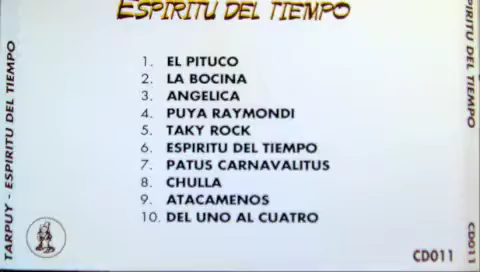 ESPIRITU DEL TIEMPO
1. EL PITUCO
2. LA BOCINA
3. ANGELICA
4. PUYA RAYMONDI
5. TAKY ROCK
6. ESPIRITU DEL TIEMPO
7. PATUS CARNAVALITUS
8. CHULLA
9. ATACAMENOS
10. DEL UNO AL CUATRO
CD011
TARPUY - ESPIRITU DEL TIEMPO
PIRITU DEL TIEMPO
CD011